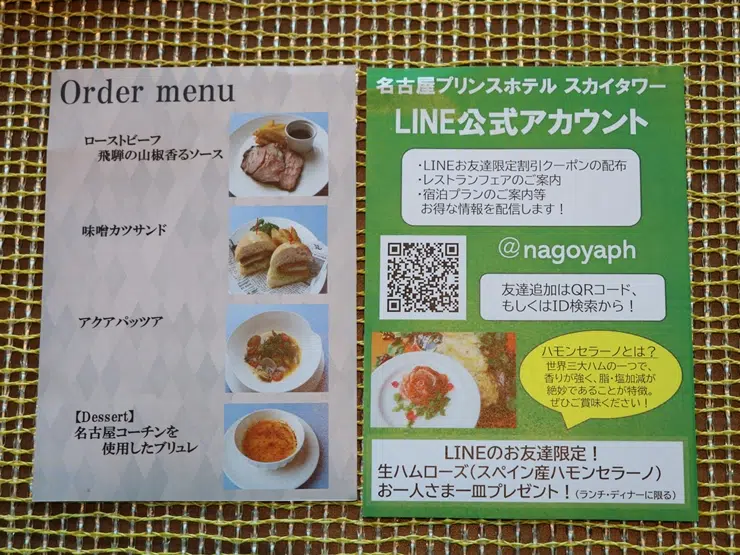 Order menu
ローストビーフ
飛騨の山椒香るソース
味噌カツサンド
アクアパッツア
【Dessert】
名古屋コーチンを
使用したブリュレ
名古屋プリンスホテル スカイタワー
LINE公式アカウント
・LINEお友達限定割引クーポンの配布
・レストランフェアのご案内
・宿泊プランのご案内等
お得な情報を配信します！
@nagoyaph
友達追加はQRコード、
もしくはID検索から！
ハモンセラーノとは？
世界三大ハムの一つで、
香りが強く、脂・塩加減が
絶妙であることが特徴。
ぜひご賞味ください！
LINEのお友達限定！
生ハムローズ（スペイン産ハモンセラーノ）
お一人さま一皿プレゼント！（ランチ・ディナーに限る）